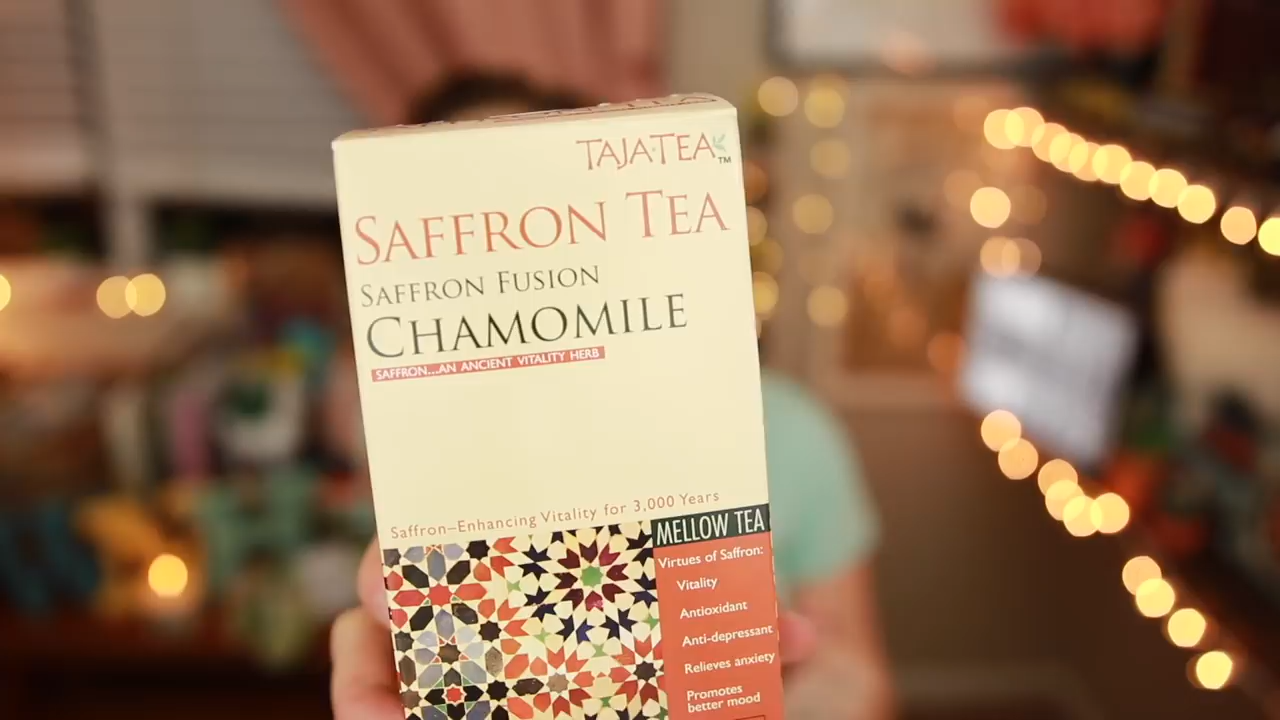 TAJA·TEA™
SAFFRON TEA
SAFFRON FUSION
CHAMOMILE
SAFFRON...AN ANCIENT VITALITY HERB
Saffron–Enhancing Vitality for 3,000 Years
MELLOW TEA
Virtues of Saffron:
Vitality
Antioxidant
Anti-depressant
Relieves anxiety
Promotes
better mood